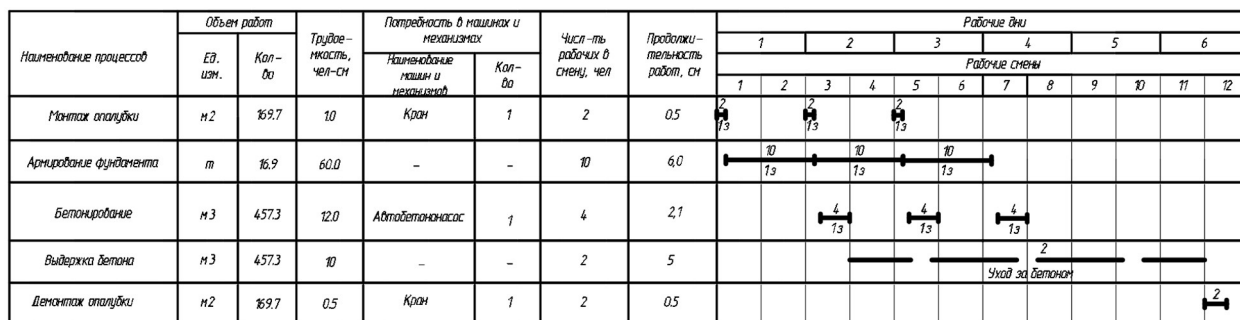 Наименование процессов
Объем работ
Ед. изм.
Кол-во
Трудае-
мкость,
чел-см
Потребность в машинах и
механизмах
Наименование
машин и
механизмов
Кол-
во
Числ-ть
рабочих в
смену, чел
Продолжи-
тельность
работ, см
Рабочие дни
1 2 3 4 5 6
Рабочие смены
1 2 3 4 5 6 7 8 9 10 11 12
Монтаж опалубки м2 169.7 1.0 Кран 1 2 0.5
2 2 2
1з 1з 1з
Армирование фундамента т 16.9 60.0 – – 10 6,0
10 10 10
1з 1з 1з
Бетонирование м3 457.3 12.0 Автобетононасос 1 4 2,1
4 4 4
1з 1з 1з
Выдержка бетона м3 457.3 10 – – 2 5
2
Уход за бетоном
Демонтаж опалубки м2 169.7 0.5 Кран 1 2 0.5
2